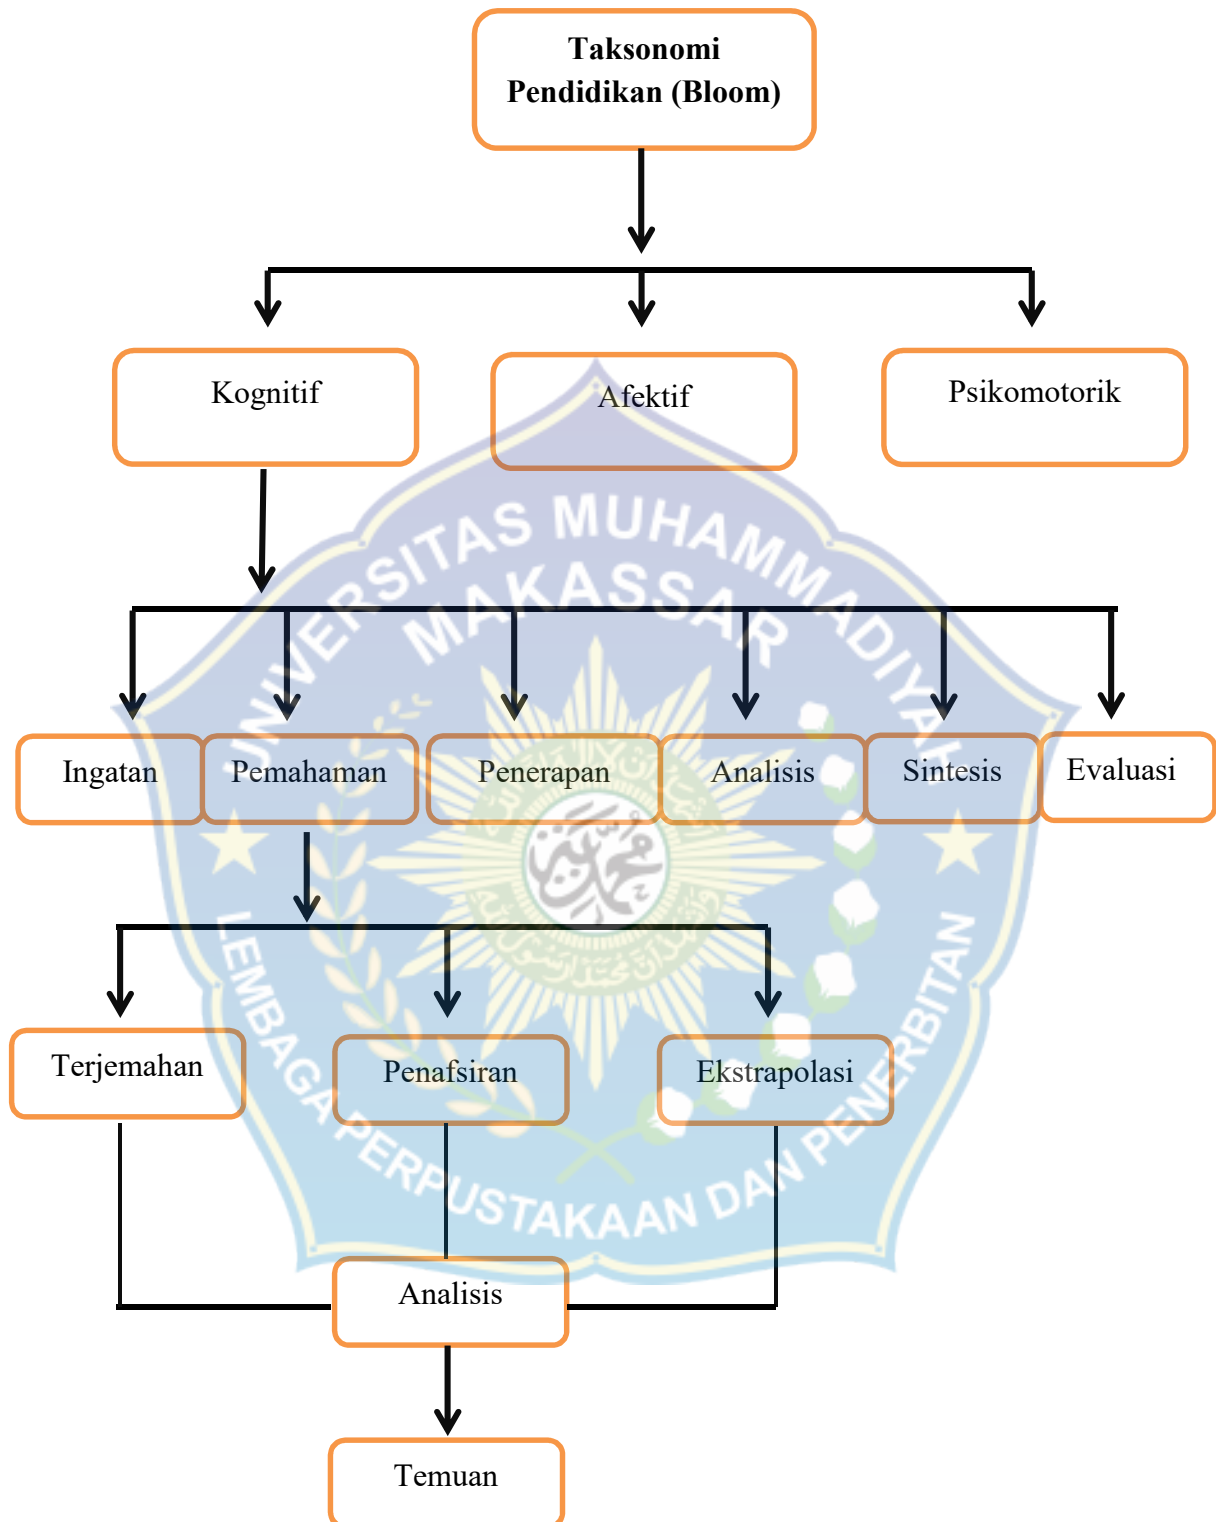 Taksonomi
Pendidikan (Bloom)
Kognitif
Afektif
Psikomotorik
UNIVERSITAS MUHAMMADIYAH
MAKASSAR
Ingatan
Pemahaman
Penerapan
Analisis
Sintesis
Evaluasi
Terjemahan
Penafsiran
Ekstrapolasi
LEMBAGA PERPUSTAKAAN DAN PENERBITAN
Analisis
Temuan